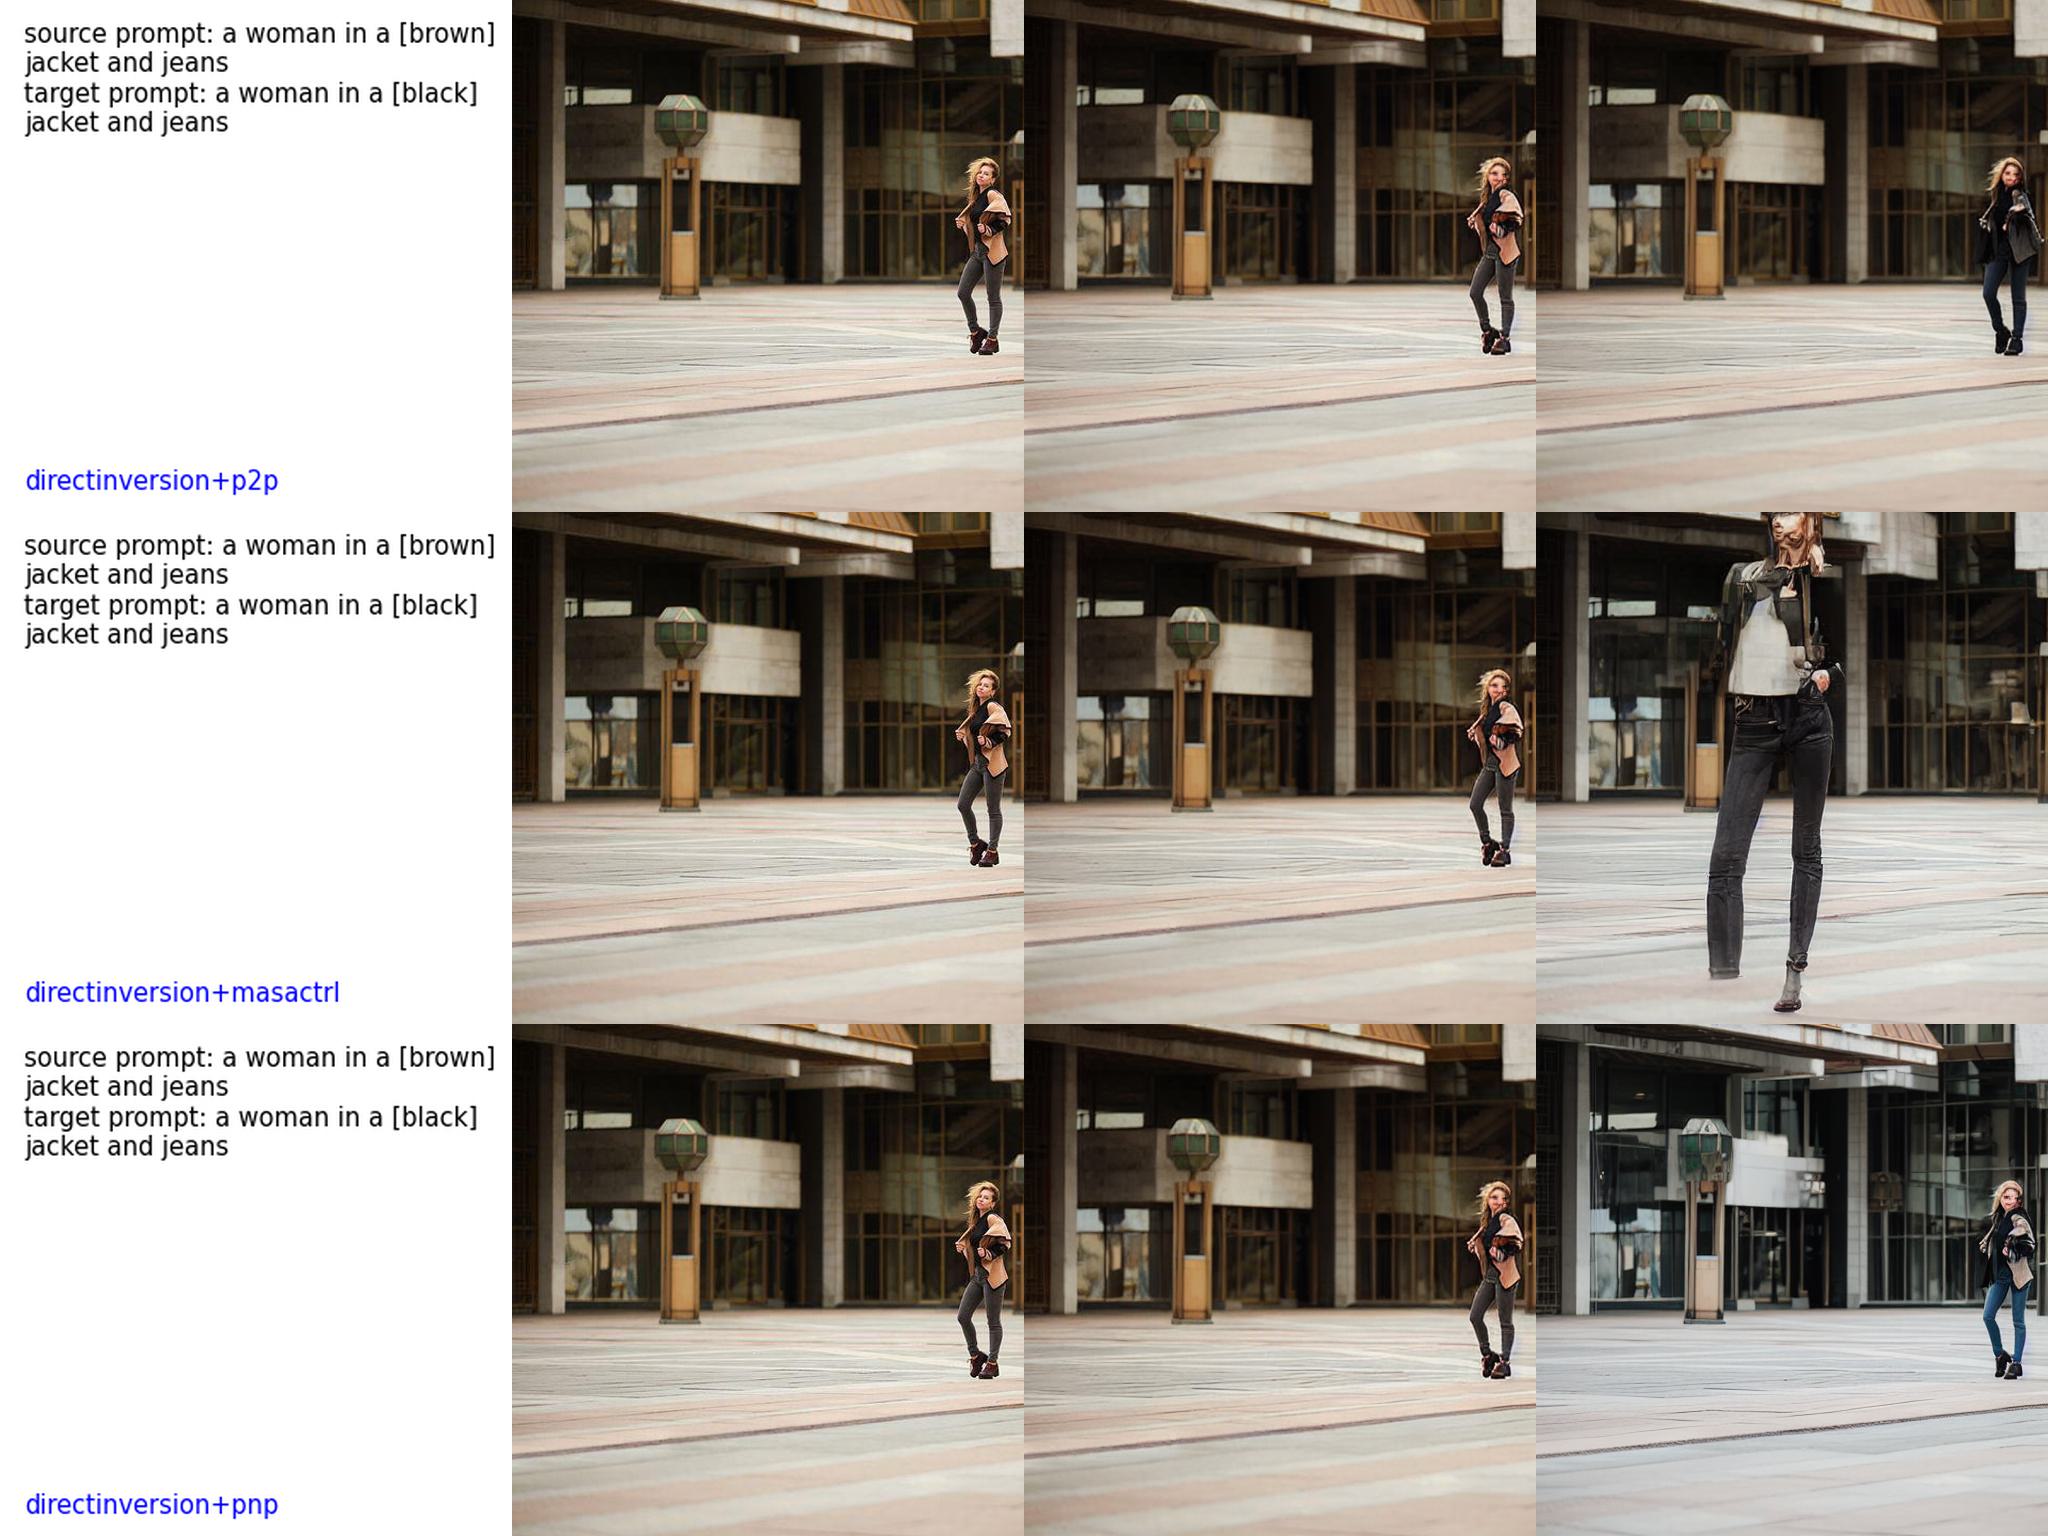 source prompt: a woman in a [brown]
jacket and jeans
target prompt: a woman in a [black]
jacket and jeans
directinversion+p2p
source prompt: a woman in a [brown]
jacket and jeans
target prompt: a woman in a [black]
jacket and jeans
directinversion+masactrl
source prompt: a woman in a [brown]
jacket and jeans
target prompt: a woman in a [black]
jacket and jeans
directinversion+pnp